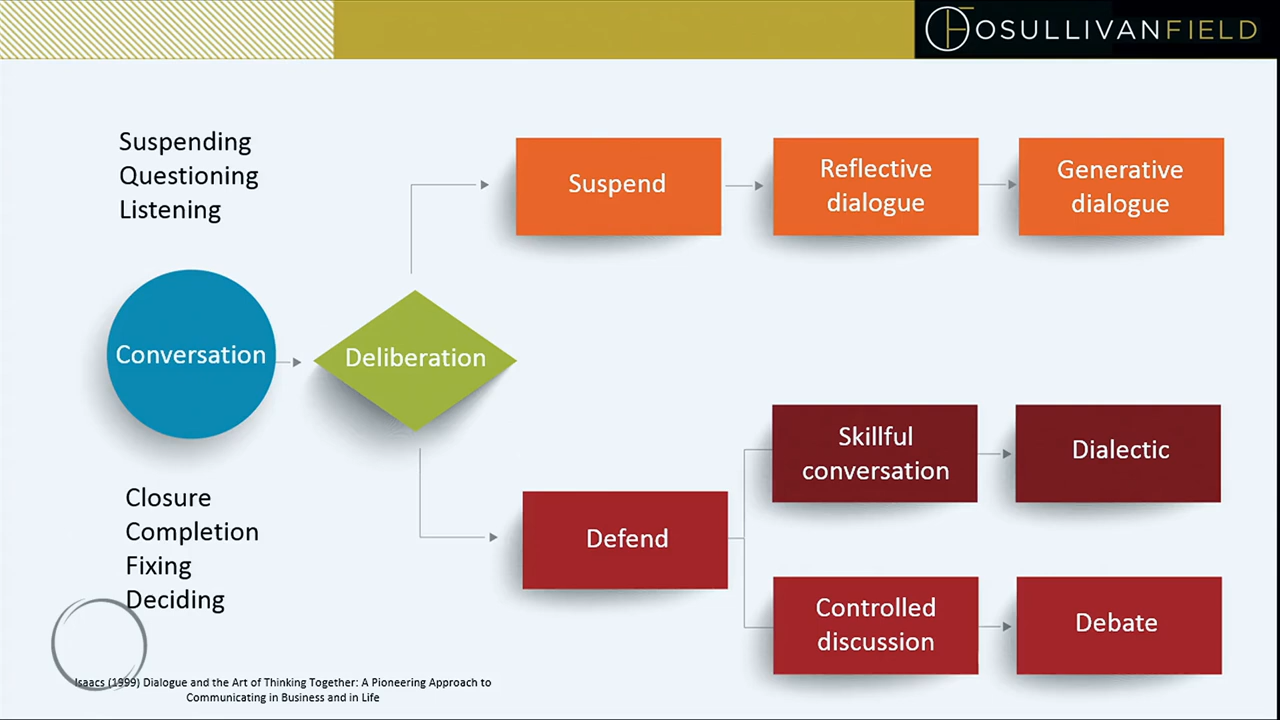 OSULLIVANFIELD
Suspending
Questioning
Listening
Suspend
Reflective
dialogue
Generative
dialogue
Conversation
Deliberation
Closure
Completion
Fixing
Deciding
Defend
Skillful
conversation
Dialectic
Controlled
discussion
Debate
Isaacs (1999) Dialogue and the Art of Thinking Together: A Pioneering Approach to
Communicating in Business and in Life